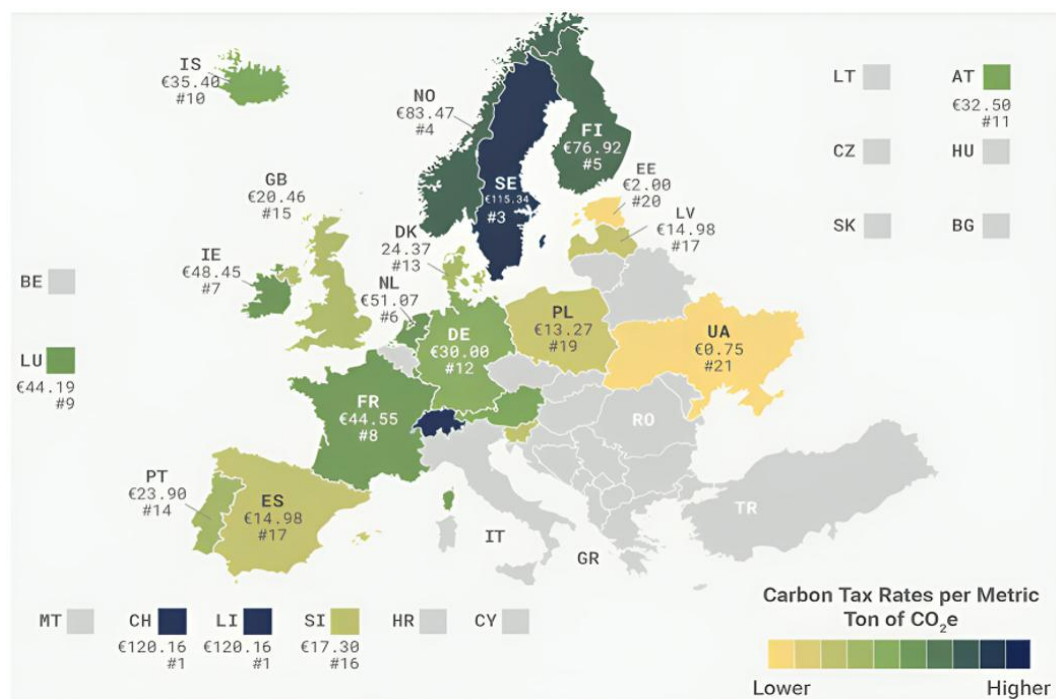 IS
€35.40
#10
NO
€83.47
#4
FI
€76.92
#5
SE
€115.34
#3
EE
€2.00
#20
LV
€14.98
#17
LT
AT
€32.50
#11
CZ
HU
SK
BG
GB
€20.46
#15
IE
€48.45
#7
DK
24.37
#13
NL
€51.07
#6
BE
LU
€44.19
#9
DE
€30.00
#12
PL
€13.27
#19
UA
€0.75
#21
FR
€44.55
#8
RO
PT
€23.90
#14
ES
€14.98
#17
IT
GR
TR
MT
CH
€120.16
#1
LI
€120.16
#1
SI
€17.30
#16
HR
CY
Carbon Tax Rates per Metric
Ton of CO₂e
Lower
Higher